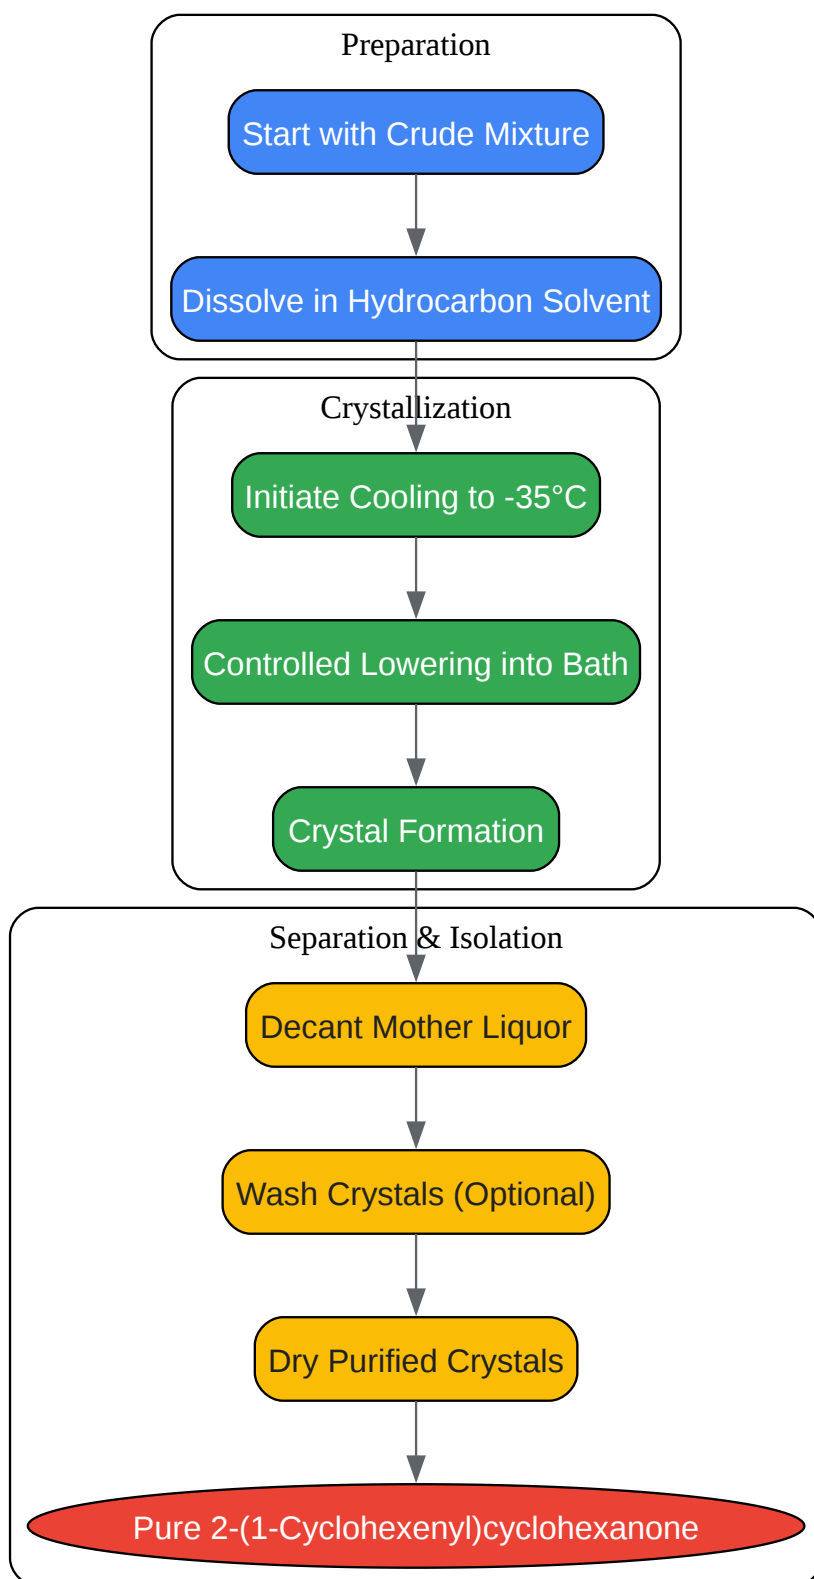 Preparation
Start with Crude Mixture
Dissolve in Hydrocarbon Solvent
Crystallization
Initiate Cooling to -35°C
Controlled Lowering into Bath
Crystal Formation
Separation & Isolation
Decant Mother Liquor
Wash Crystals (Optional)
Dry Purified Crystals
Pure 2-(1-Cyclohexenyl)cyclohexanone